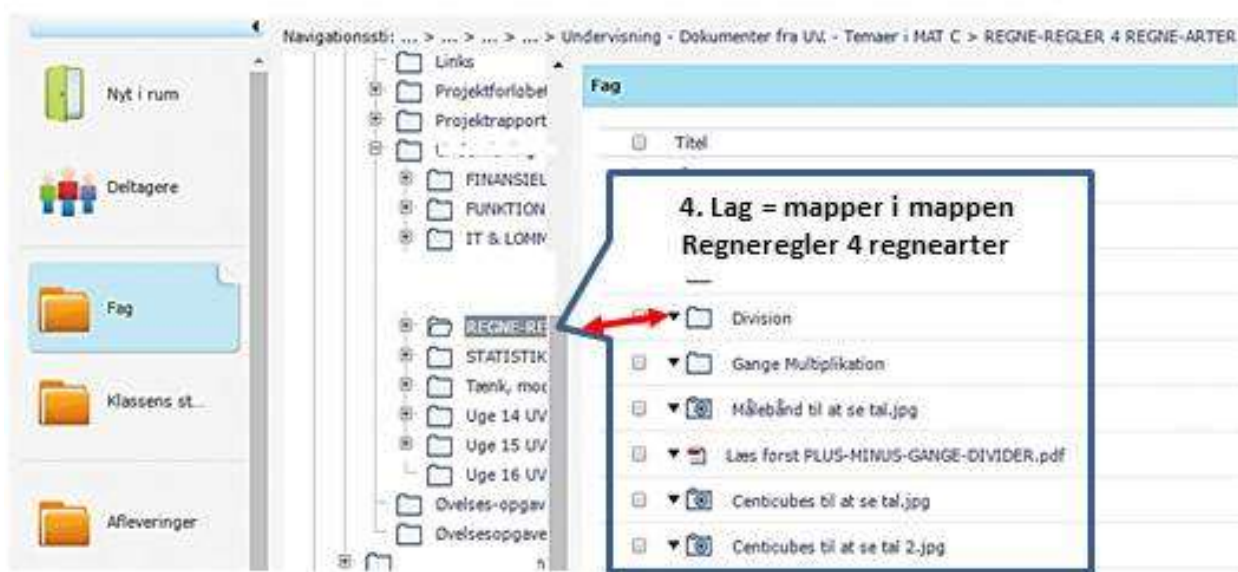 Navigationssti: ... > ... > ... > ... > Undervisning - Dokumenter fra UV. - Temaer i MAT C > REGNE-REGLER 4 REGNE-ARTER
Nyt i rum
Deltagere
Fag
Klassens st...
Afleveringer
Links
Projektforløbet
Projektrapport
FINANSIEL
FUNKTION
IT & LOMM
REGNE-RE
STATISTIK
Tænk, mod
Uge 14 UV
Uge 15 UV
Uge 16 UV
Øvelses-opgav
Øvelsesopgave
Fag
Titel
4. Lag = mapper i mappen
Regneregler 4 regnearter
Division
Gange Multiplikation
Målebånd til at se tal.jpg
Læs først PLUS-MINUS-GANGE-DIVIDER.pdf
Centicubes til at se tal.jpg
Centicubes til at se tal 2.jpg